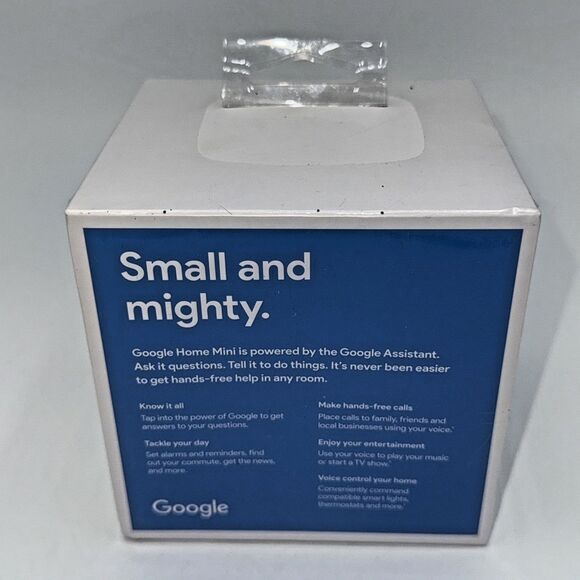 Small and
mighty.
Google Home Mini is powered by the Google Assistant.
Ask it questions. Tell it to do things. It's never been easier
to get hands-free help in any room.
Know it all
Tap into the power of Google to get
answers to your questions.
Tackle your day
Set alarms and reminders, find
out your commute, get the news,
and more.
Make hands-free calls
Place calls to family, friends and
local businesses using your voice.*
Enjoy your entertainment
Use your voice to play your music
or start a TV show.*
Voice control your home
Conveniently command
compatible smart lights,
thermostats and more.*
Google